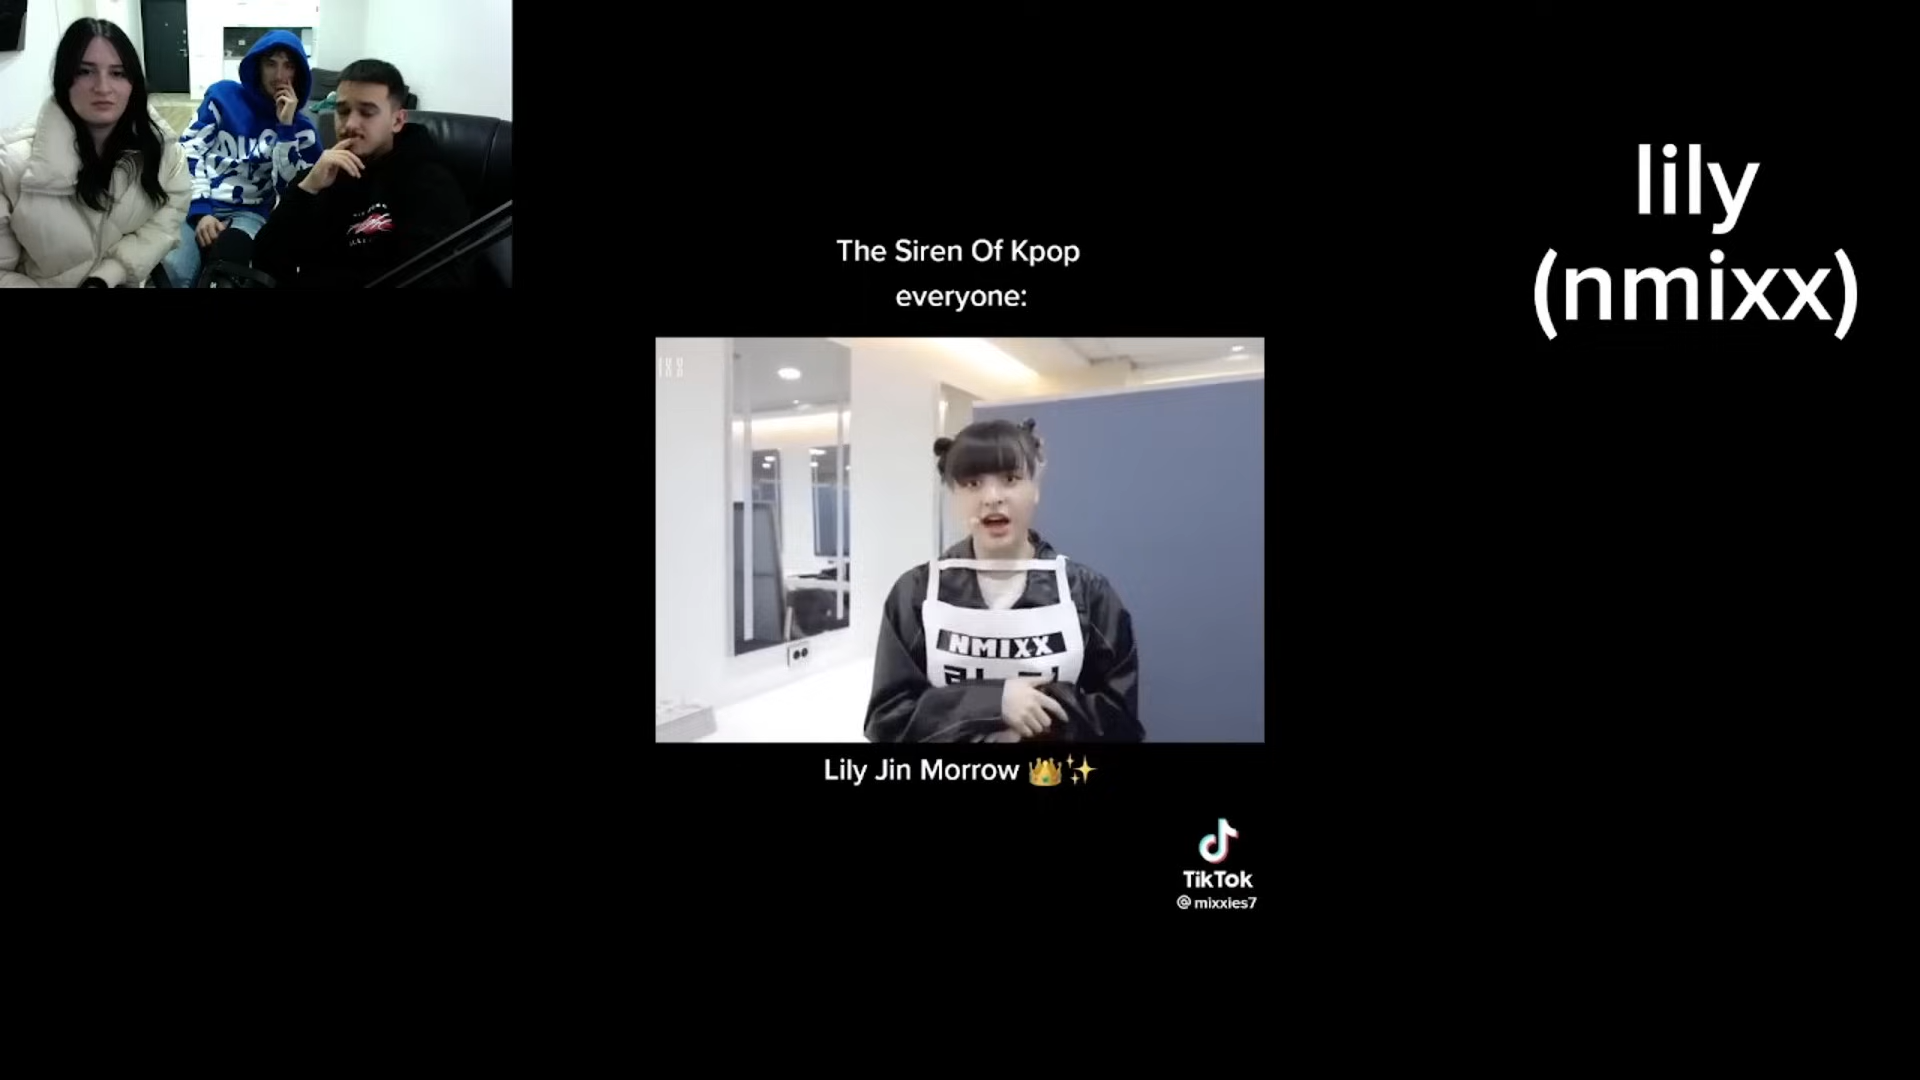 lily
(nmixx)
The Siren Of Kpop
everyone:
NMIXX
Lily Jin Morrow 👑✨
TikTok
@mixxies7